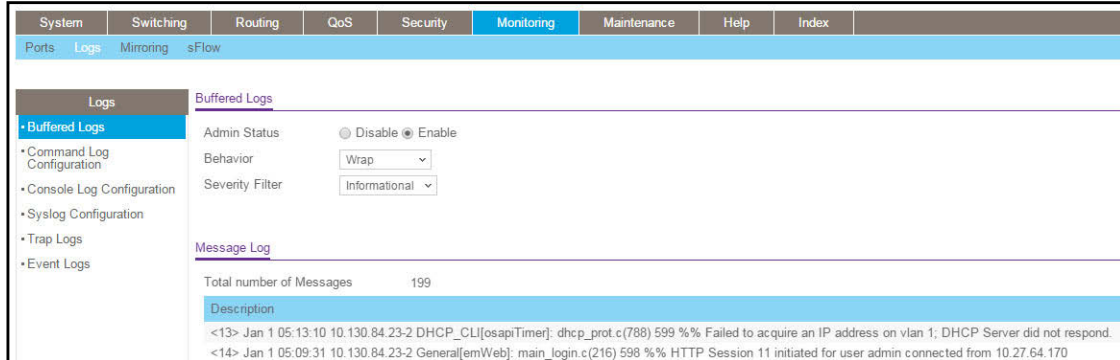 System Switching Routing QoS Security Monitoring Maintenance Help Index
Ports Logs Mirroring sFlow
Logs
• Buffered Logs
• Command Log
Configuration
• Console Log Configuration
• Syslog Configuration
• Trap Logs
• Event Logs
Buffered Logs
Admin Status Disable Enable
Behavior Wrap
Severity Filter Informational
Message Log
Total number of Messages 199
Description
<13> Jan 1 05:13:10 10.130.84.23-2 DHCP_CLI[osapiTimer]: dhcp_prot.c(788) 599 %% Failed to acquire an IP address on vlan 1; DHCP Server did not respond.
<14> Jan 1 05:09:31 10.130.84.23-2 General[emWeb]: main_login.c(216) 598 %% HTTP Session 11 initiated for user admin connected from 10.27.64.170